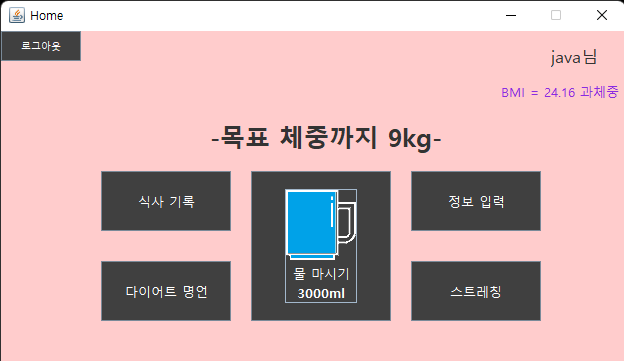 Home
로그아웃
java님
BMI = 24.16 과체중
-목표 체중까지 9kg-
식사 기록
정보 입력
물 마시기
3000ml
다이어트 명언
스트레칭